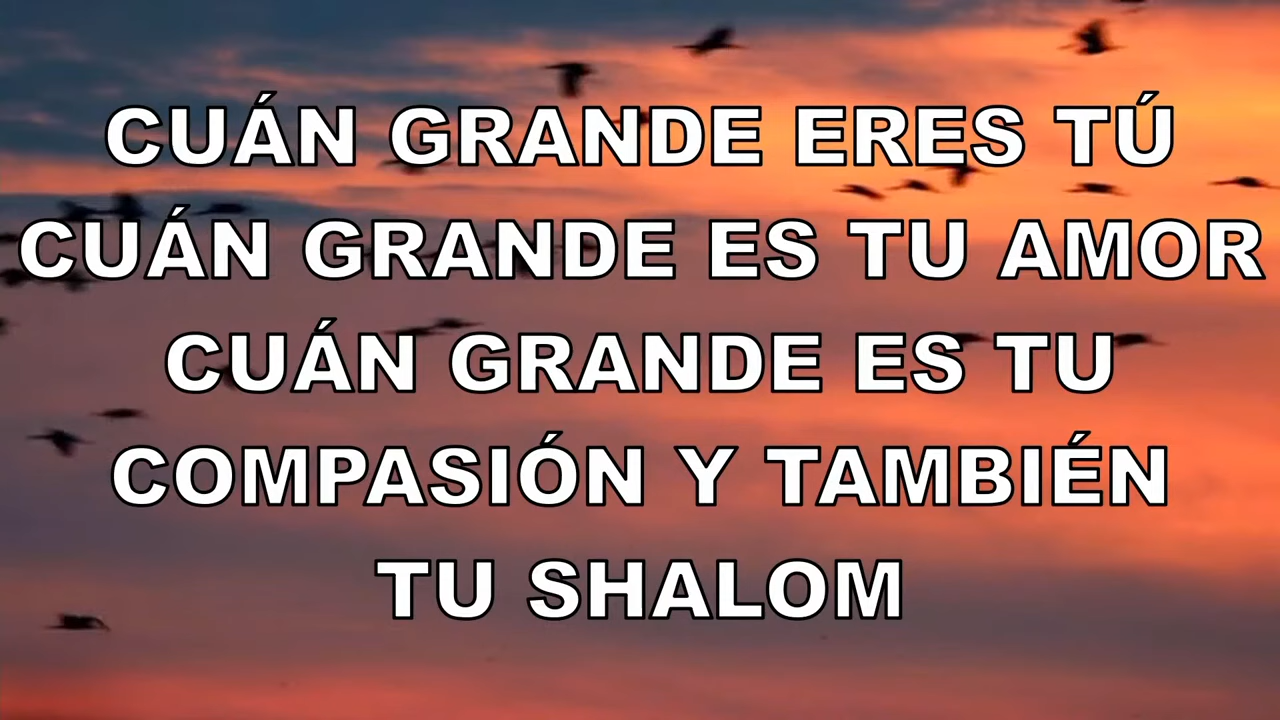 CUÁN GRANDE ERES TÚ
CUÁN GRANDE ES TU AMOR
CUÁN GRANDE ES TU
COMPASIÓN Y TAMBIÉN
TU SHALOM